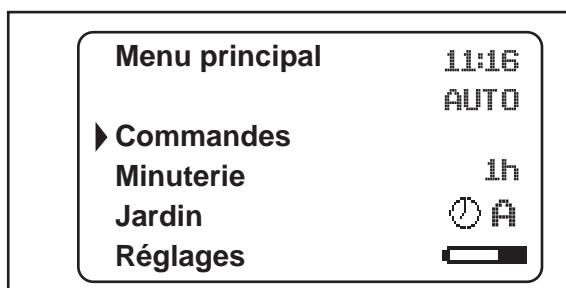 Menu principal 11:16
AUTO
Commandes
Minuterie 1h
Jardin A
Réglages